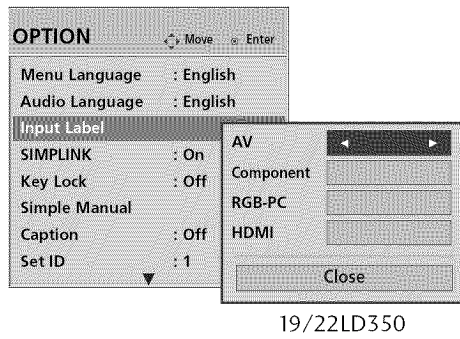 OPTION Move Enter
Menu Language : English
Audio Language : English
Input Label
SIMPLINK : On
Key Lock : Off
Simple Manual
Caption : Off
Set ID : 1
AV
Component
RGB-PC
HDMI
Close
19/22LD350